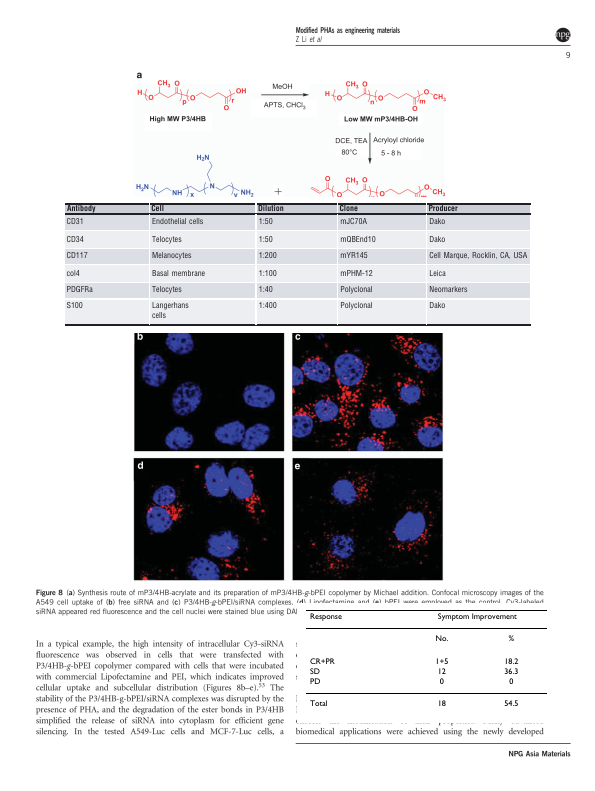 Modified PHAs as engineering materials
Z Li et al
npg
9
a
CH3 O
H O O OH
p r
O
MeOH
APTS, CHCl3
CH3 O
H O O O CH3
n m
O
High MW P3/4HB
Low MW mP3/4HB-OH
DCE, TEA Acryloyl chloride
80°C 5 - 8 h
H2N
H2N NH x N y NH2
+
O CH3 O O CH3
O O
Antibody Cell Dilution Clone Producer
CD31 Endothelial cells 1:50 mJC70A Dako
CD34 Telocytes 1:50 mQBEnd10 Dako
CD117 Melanocytes 1:200 mYR145 Cell Marque, Rocklin, CA, USA
col4 Basal membrane 1:100 mPHM-12 Leica
PDGFRa Telocytes 1:40 Polyclonal Neomarkers
S100 Langerhans 1:400 Polyclonal Dako
cells
b c
d e
Figure 8 (a) Synthesis route of mP3/4HB-acrylate and its preparation of mP3/4HB-g-bPEI copolymer by Michael addition. Confocal microscopy images of the
A549 cell uptake of (b) free siRNA and (c) P3/4HB-g-bPEI/siRNA complexes. (d) Lipofectamine and (e) bPEI were employed as the control. Cy3-labeled
siRNA appeared red fluorescence and the cell nuclei were stained blue using DAI
In a typical example, the high intensity of intracellular Cy3-siRNA
fluorescence was observed in cells that were transfected with
P3/4HB-g-bPEI copolymer compared with cells that were incubated
with commercial Lipofectamine and PEI, which indicates improved
cellular uptake and subcellular distribution (Figures 8b–e).53 The
stability of the P3/4HB-g-bPEI/siRNA complexes was disrupted by the
presence of PHA, and the degradation of the ester bonds in P3/4HB
simplified the release of siRNA into cytoplasm for efficient gene
silencing. In the tested A549-Luc cells and MCF-7-Luc cells, a
Response Symptom Improvement
No. %
CR+PR 1+5 18.2
SD 12 36.3
PD 0 0
Total 18 54.5
biomedical applications were achieved using the newly developed
NPG Asia Materials